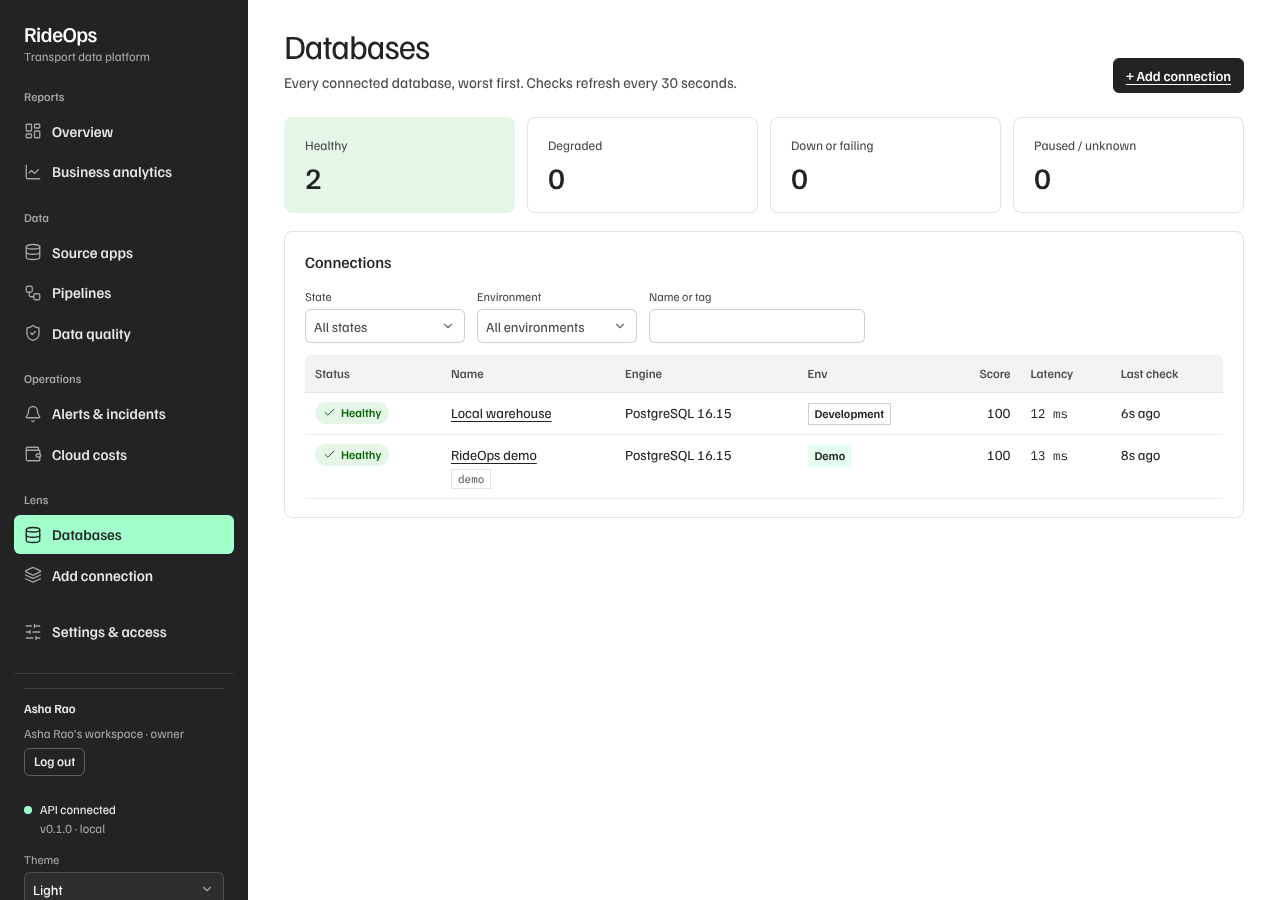 RideOps
Transport data platform
Reports
Overview
Business analytics
Data
Source apps
Pipelines
Data quality
Operations
Alerts & incidents
Cloud costs
Lens
Databases
Add connection
Settings & access
Asha Rao
Asha Rao's workspace · owner
Log out
API connected
v0.1.0 · local
Theme
Light
Databases
Every connected database, worst first. Checks refresh every 30 seconds.
+ Add connection
Healthy
2
Degraded
0
Down or failing
0
Paused / unknown
0
Connections
State
All states
Environment
All environments
Name or tag
Status Name Engine Env Score Latency Last check
Healthy Local warehouse PostgreSQL 16.15 Development 100 12 ms 6s ago
Healthy RideOps demo PostgreSQL 16.15 Demo 100 13 ms 8s ago
demo